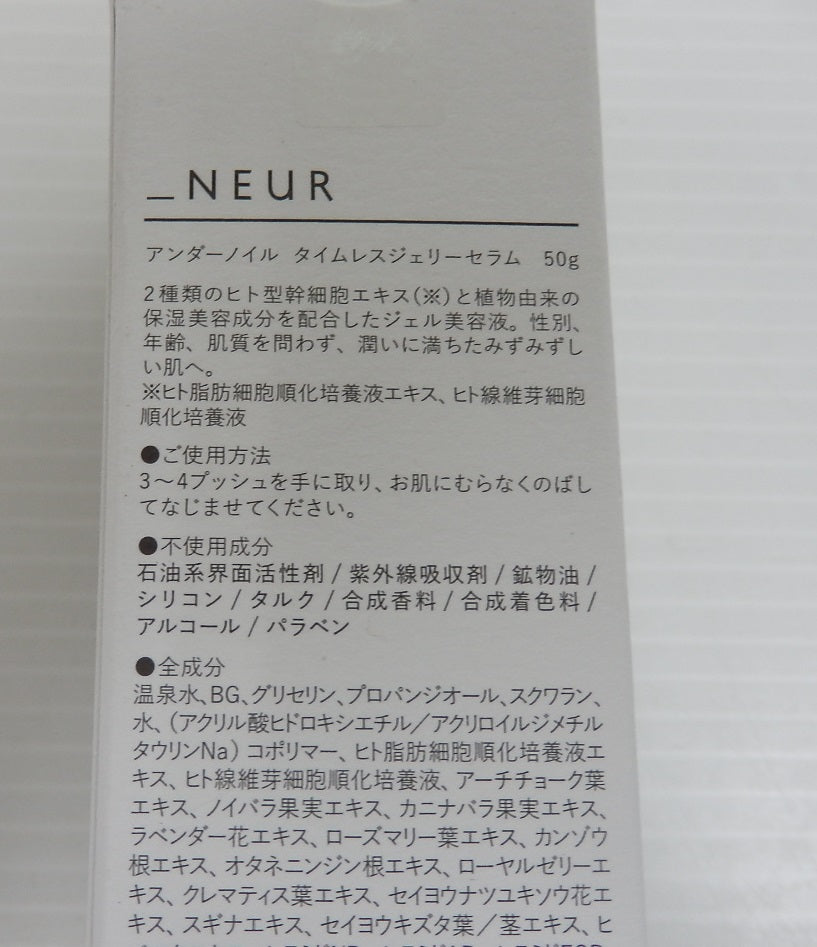 _NEUR
アンダーノイル タイムレスジェリーセラム 50g
2種類のヒト型幹細胞エキス(※)と植物由来の
保湿美容成分を配合したジェル美容液。性別、
年齢、肌質を問わず、潤いに満ちたみずみずし
い肌へ。
※ヒト脂肪細胞順化培養液エキス、ヒト線維芽細胞
順化培養液
●ご使用方法
3〜4プッシュを手に取り、お肌にむらなくのばし
てなじませてください。
●不使用成分
石油系界面活性剤 / 紫外線吸収剤 / 鉱物油 /
シリコン / タルク / 合成香料 / 合成着色料 /
アルコール / パラベン
●全成分
温泉水、BG、グリセリン、プロパンジオール、スクワラン、
水、(アクリル酸ヒドロキシエチル/アクリロイルジメチル
タウリンNa) コポリマー、ヒト脂肪細胞順化培養液エ
キス、ヒト線維芽細胞順化培養液、アーチチョーク葉
エキス、ノイバラ果実エキス、カニナバラ果実エキス、
ラベンダー花エキス、ローズマリー葉エキス、カンゾウ
根エキス、オタネニンジン根エキス、ローヤルゼリーエ
キス、クレマティス葉エキス、セイヨウナツユキソウ花エ
キス、スギナエキス、セイヨウキズタ葉/茎エキス、ヒ